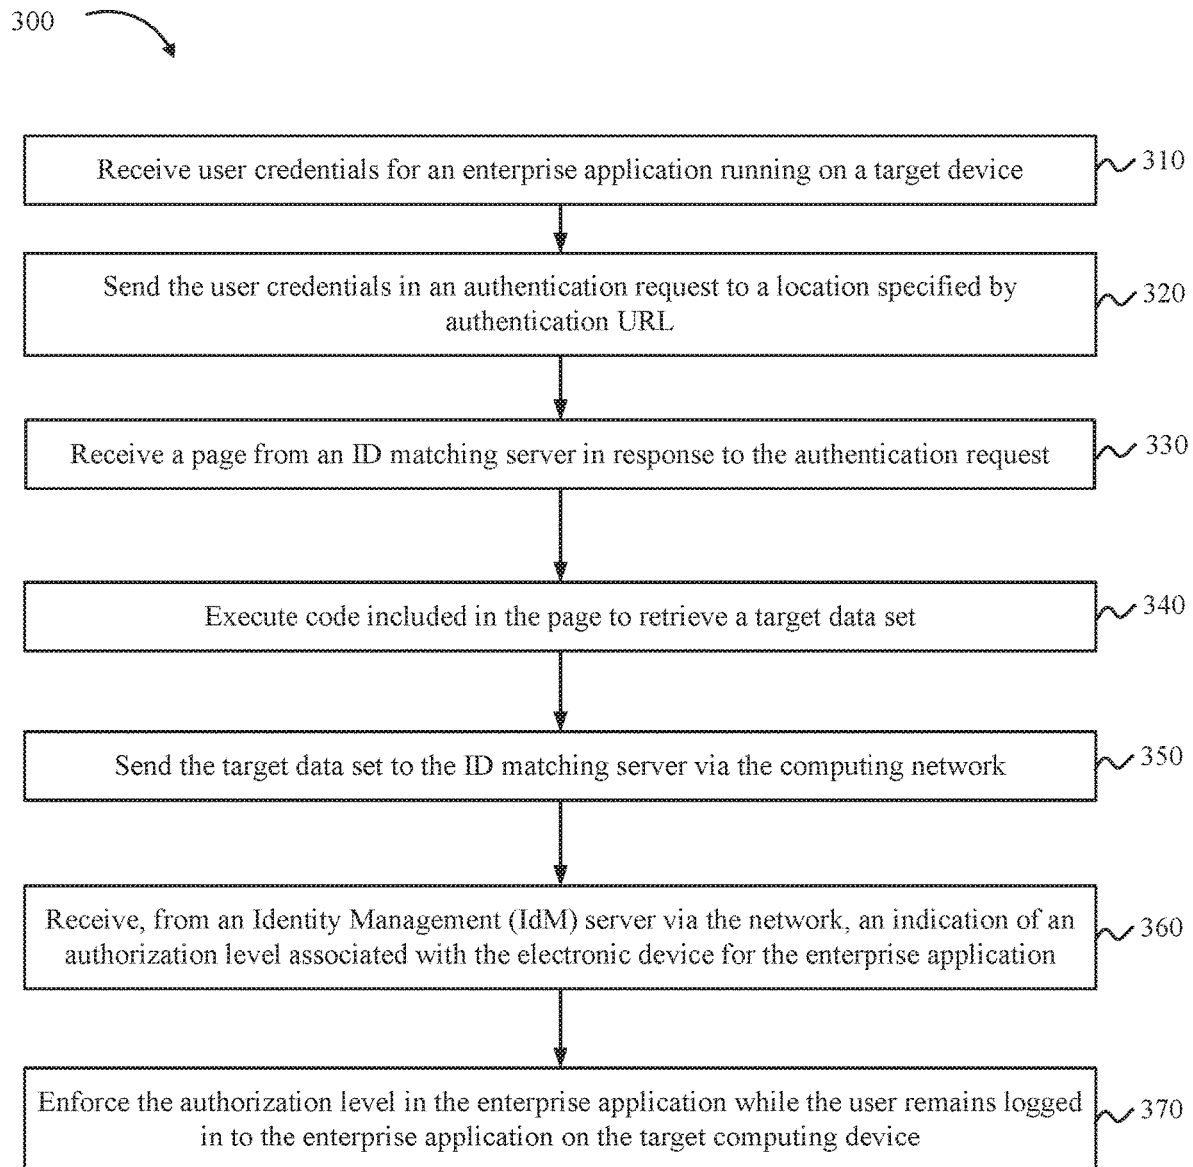 300
Receive user credentials for an enterprise application running on a target device
310
Send the user credentials in an authentication request to a location specified by
authentication URL
320
Receive a page from an ID matching server in response to the authentication request
330
Execute code included in the page to retrieve a target data set
340
Send the target data set to the ID matching server via the computing network
350
Receive, from an Identity Management (IdM) server via the network, an indication of an
authorization level associated with the electronic device for the enterprise application
360
Enforce the authorization level in the enterprise application while the user remains logged
in to the enterprise application on the target computing device
370